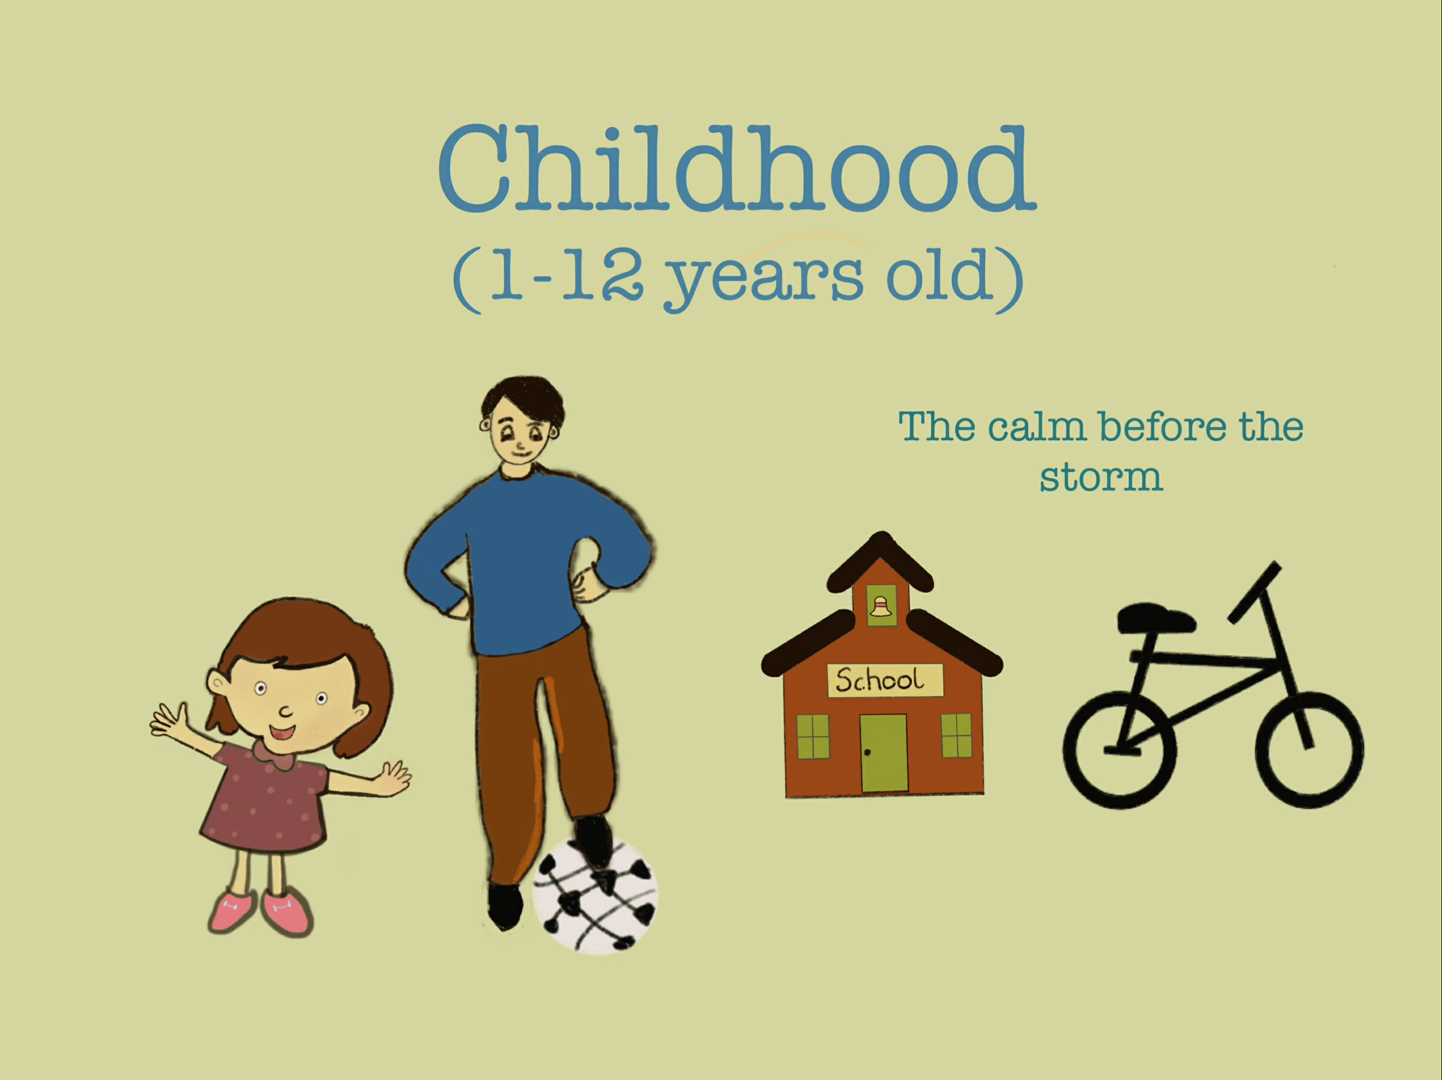 Childhood
(1-12 years old)
The calm before the
storm
School